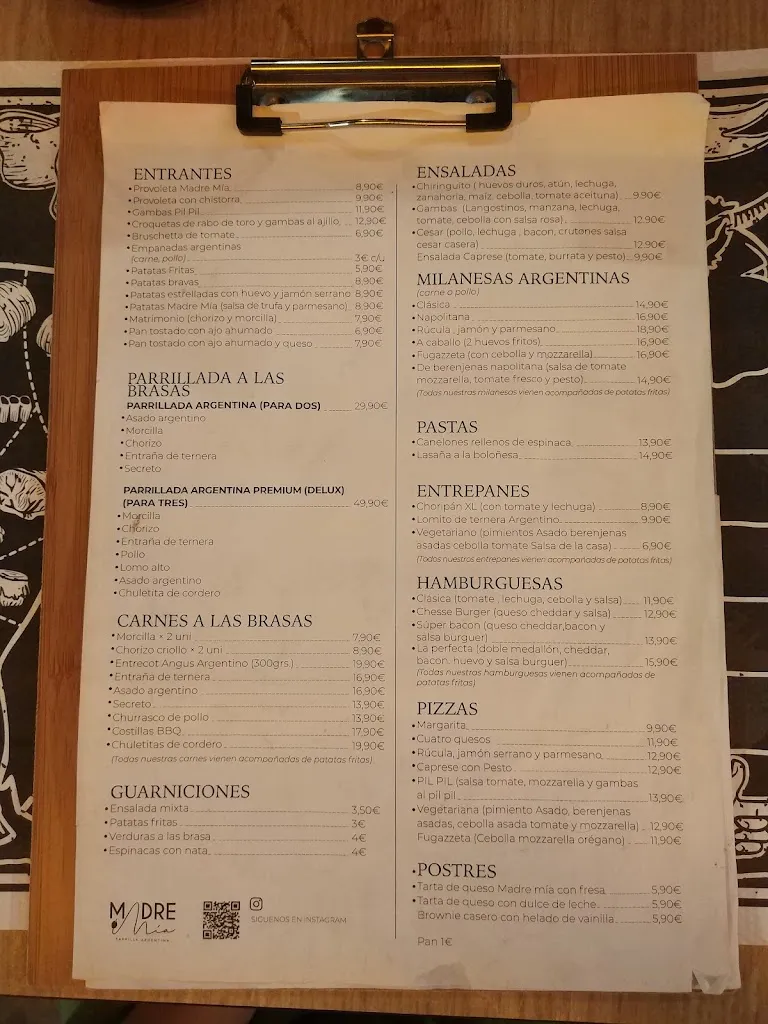 ENTRANTES
• Provoleta Madre Mía 8,90€
• Provoleta con chistorra 9,90€
• Gambas Pil Pil 11,90€
• Croquetas de rabo de toro y gambas al ajillo 12,90€
• Bruschetta de tomate 6,90€
• Empanadas argentinas
(carne, pollo) 3€ c/u
• Patatas Fritas 5,90€
• Patatas bravas 8,90€
• Patatas estrelladas con huevo y jamón serrano 8,90€
• Patatas Madre Mía (salsa de trufa y parmesano) 8,90€
• Matrimonio (chorizo y morcilla) 7,90€
• Pan tostado con ajo ahumado 6,90€
• Pan tostado con ajo ahumado y queso 7,90€
PARRILLADA A LAS
BRASAS
PARRILLADA ARGENTINA (PARA DOS) 29,90€
• Asado argentino
• Morcilla
• Chorizo
• Entraña de ternera
• Secreto
PARRILLADA ARGENTINA PREMIUM (DELUX)
(PARA TRES) 49,90€
• Morcilla
• Chorizo
• Entraña de ternera
• Pollo
• Lomo alto
• Asado argentino
• Chuletita de cordero
CARNES A LAS BRASAS
• Morcilla × 2 uni 7,90€
• Chorizo criollo × 2 uni 8,90€
• Entrecot Angus Argentino (300grs.) 19,90€
• Entraña de ternera 16,90€
• Asado argentino 16,90€
• Secreto 13,90€
• Churrasco de pollo 13,90€
• Costillas BBQ 17,90€
• Chuletitas de cordero 19,90€
(Todas nuestras carnes vienen acompañadas de patatas fritas)
GUARNICIONES
• Ensalada mixta 3,50€
• Patatas fritas 3€
• Verduras a las brasa 4€
• Espinacas con nata 4€
MADRE
Mía
PARRILLA ARGENTINA
SIGUENOS EN INSTAGRAM
ENSALADAS
• Chiringuito ( huevos duros, atún, lechuga,
zanahoria, maíz, cebolla, tomate aceituna) 9,90€
• Gambas (Langostinos, manzana, lechuga,
tomate, cebolla con salsa rosa) 12,90€
• Cesar (pollo, lechuga , bacon, crutones salsa
cesar casera) 12,90€
Ensalada Caprese (tomate, burrata y pesto) 9,90€
MILANESAS ARGENTINAS
(carne o pollo)
• Clásica 14,90€
• Napolitana 16,90€
• Rúcula , jamón y parmesano 18,90€
• A caballo (2 huevos fritos) 16,90€
• Fugazzeta (con cebolla y mozzarella) 16,90€
• De berenjenas napolitana (salsa de tomate
mozzarella, tomate fresco y pesto) 14,90€
(Todas nuestras milanesas vienen acompañadas de patatas fritas)
PASTAS
• Canelones rellenos de espinaca 13,90€
• Lasaña a la boloñesa 14,90€
ENTREPANES
• Choripán XL (con tomate y lechuga) 8,90€
• Lomito de ternera Argentino 9,90€
• Vegetariano (pimientos Asado berenjenas
asadas cebolla tomate Salsa de la casa) 6,90€
(Todos nuestros entrepanes vienen acompañados de patatas fritas)
HAMBURGUESAS
• Clásica (tomate , lechuga, cebolla y salsa) 11,90€
• Chesse Burger (queso cheddar y salsa) 12,90€
• Súper bacon (queso cheddar,bacon y
salsa burguer) 13,90€
• La perfecta (doble medallón, cheddar,
bacon, huevo y salsa burguer) 15,90€
(Todas nuestras hamburguesas vienen acompañadas de
patatas fritas)
PIZZAS
• Margarita 9,90€
• Cuatro quesos 11,90€
• Rúcula, jamón serrano y parmesano 12,90€
• Caprese con Pesto 12,90€
• PIL PIL (salsa tomate, mozzarella y gambas
al pil pil 13,90€
• Vegetariana (pimiento Asado, berenjenas
asadas, cebolla asada tomate y mozzarella) 12,90€
Fugazzeta (Cebolla mozzarella orégano) 11,90€
• POSTRES
• Tarta de queso Madre mía con fresa 5,90€
• Tarta de queso con dulce de leche 5,90€
Brownie casero con helado de vainilla 5,90€
Pan 1€